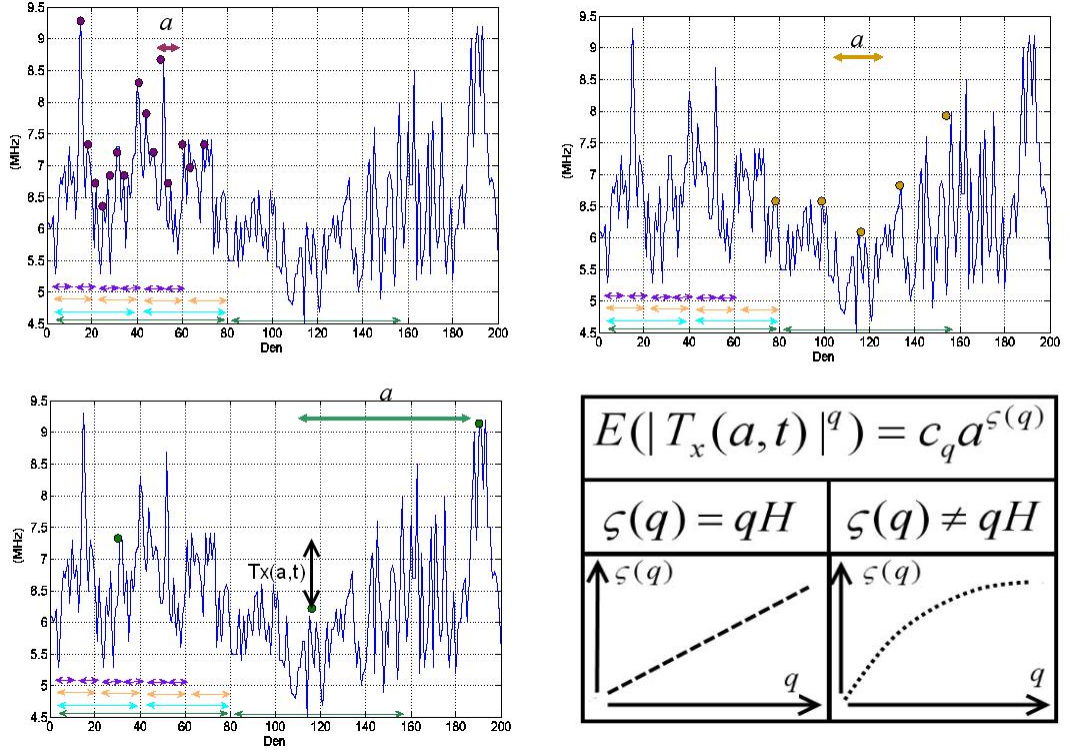 a
9.5
9
8.5
8
7.5
7
6.5
6
5.5
5
4.5
(MHz)
0 20 40 60 80 100 120 140 160 180 200
Den
a
9.5
9
8.5
8
7.5
7
6.5
6
5.5
5
4.5
(MHz)
0 20 40 60 80 100 120 140 160 180 200
Den
a
9.5
9
8.5
8
7.5
7
6.5
6
5.5
5
4.5
(MHz)
Tx(a,t)
0 20 40 60 80 100 120 140 160 180 200
Den
E(| T_x (a,t) |^q) = c_q a^{ς(q)}
ς(q) = qH
ς(q) ≠ qH
ς(q)
q
ς(q)
q